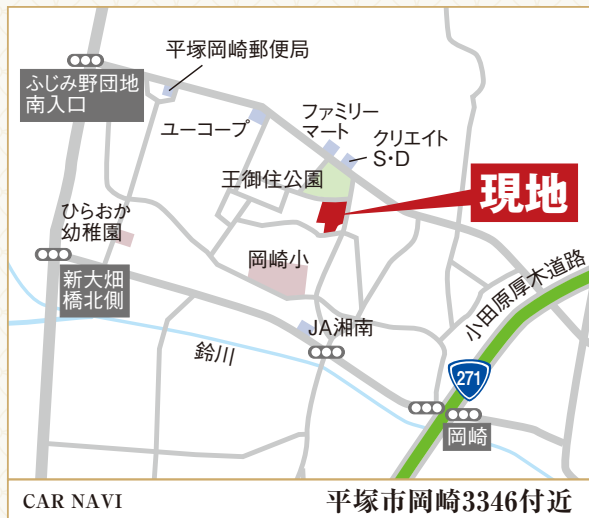 平塚岡崎郵便局
ふじみ野団地
南入口
ユーコープ
ファミリー
マート
クリエイト
S・D
王御住公園
現地
ひらおか
幼稚園
岡崎小
新大畑
橋北側
小田原厚木道路
JA湘南
鈴川
271
岡崎
CAR NAVI
平塚市岡崎3346付近